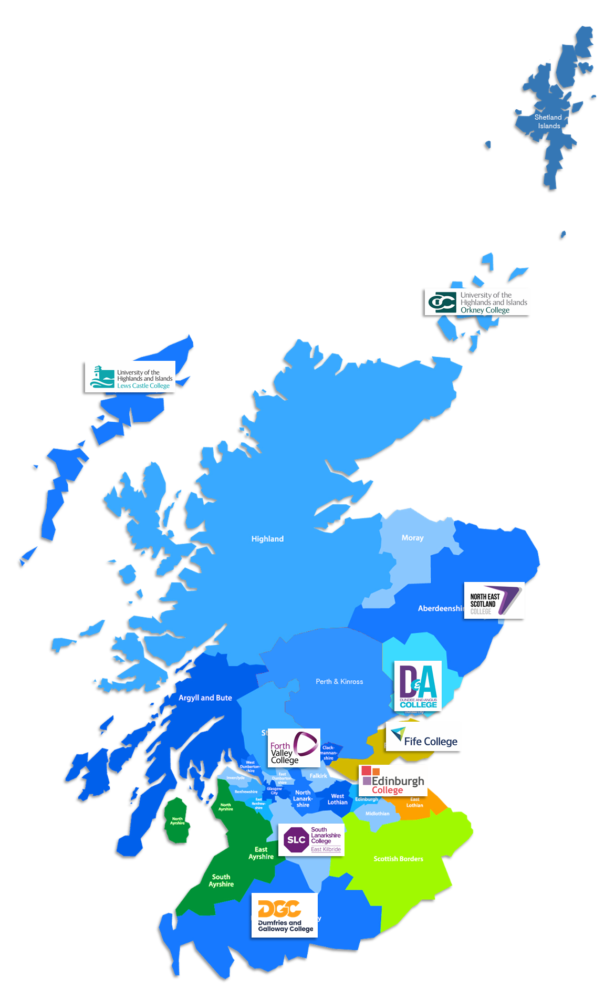 Shetland
Islands
University of the
Highlands and Islands
Orkney College
University of the
Highlands and Islands
Lews Castle College
Highland
Moray
NORTH EAST
SCOTLAND
COLLEGE
Aberdeenshi
Perth & Kinross
D&A
DUNDEE AND ANGUS
COLLEGE
Dundee City
Argyll and Bute
St
Forth
Valley
College
Clack-
mannan-
shire
Fife College
West
Dunbarton-
shire
East
Dunbarton-
shire
Falkirk
Edinburgh
College
Inverclyde
Renfrewshire
Glasgow
City
North
Lanark-
shire
West
Lothian
Edinburgh
East
Lothian
East
Renfrew-
shire
North
Ayrshire
Midlothian
North
Ayrshire
SLC
South
Lanarkshire
College
East Kilbride
East
Ayrshire
Scottish Borders
South
Ayrshire
DGC
Dumfries and
Galloway College
y